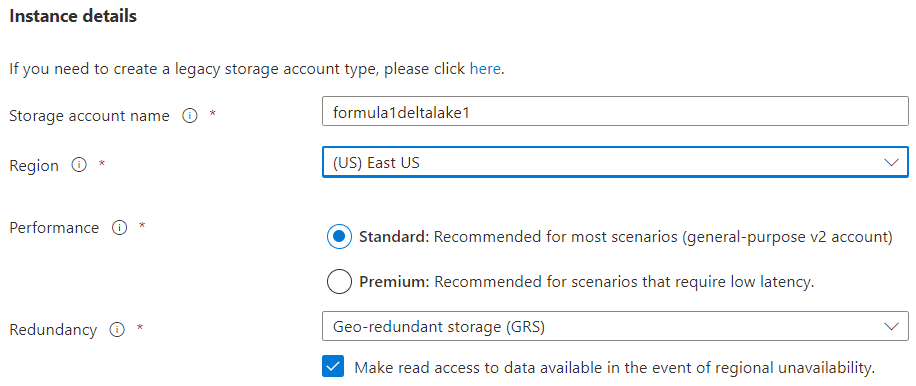 Instance details
If you need to create a legacy storage account type, please click here.
Storage account name ⓘ *
formula1deltalake1
Region ⓘ *
(US) East US
Performance ⓘ *
Standard: Recommended for most scenarios (general-purpose v2 account)
Premium: Recommended for scenarios that require low latency.
Redundancy ⓘ *
Geo-redundant storage (GRS)
Make read access to data available in the event of regional unavailability.